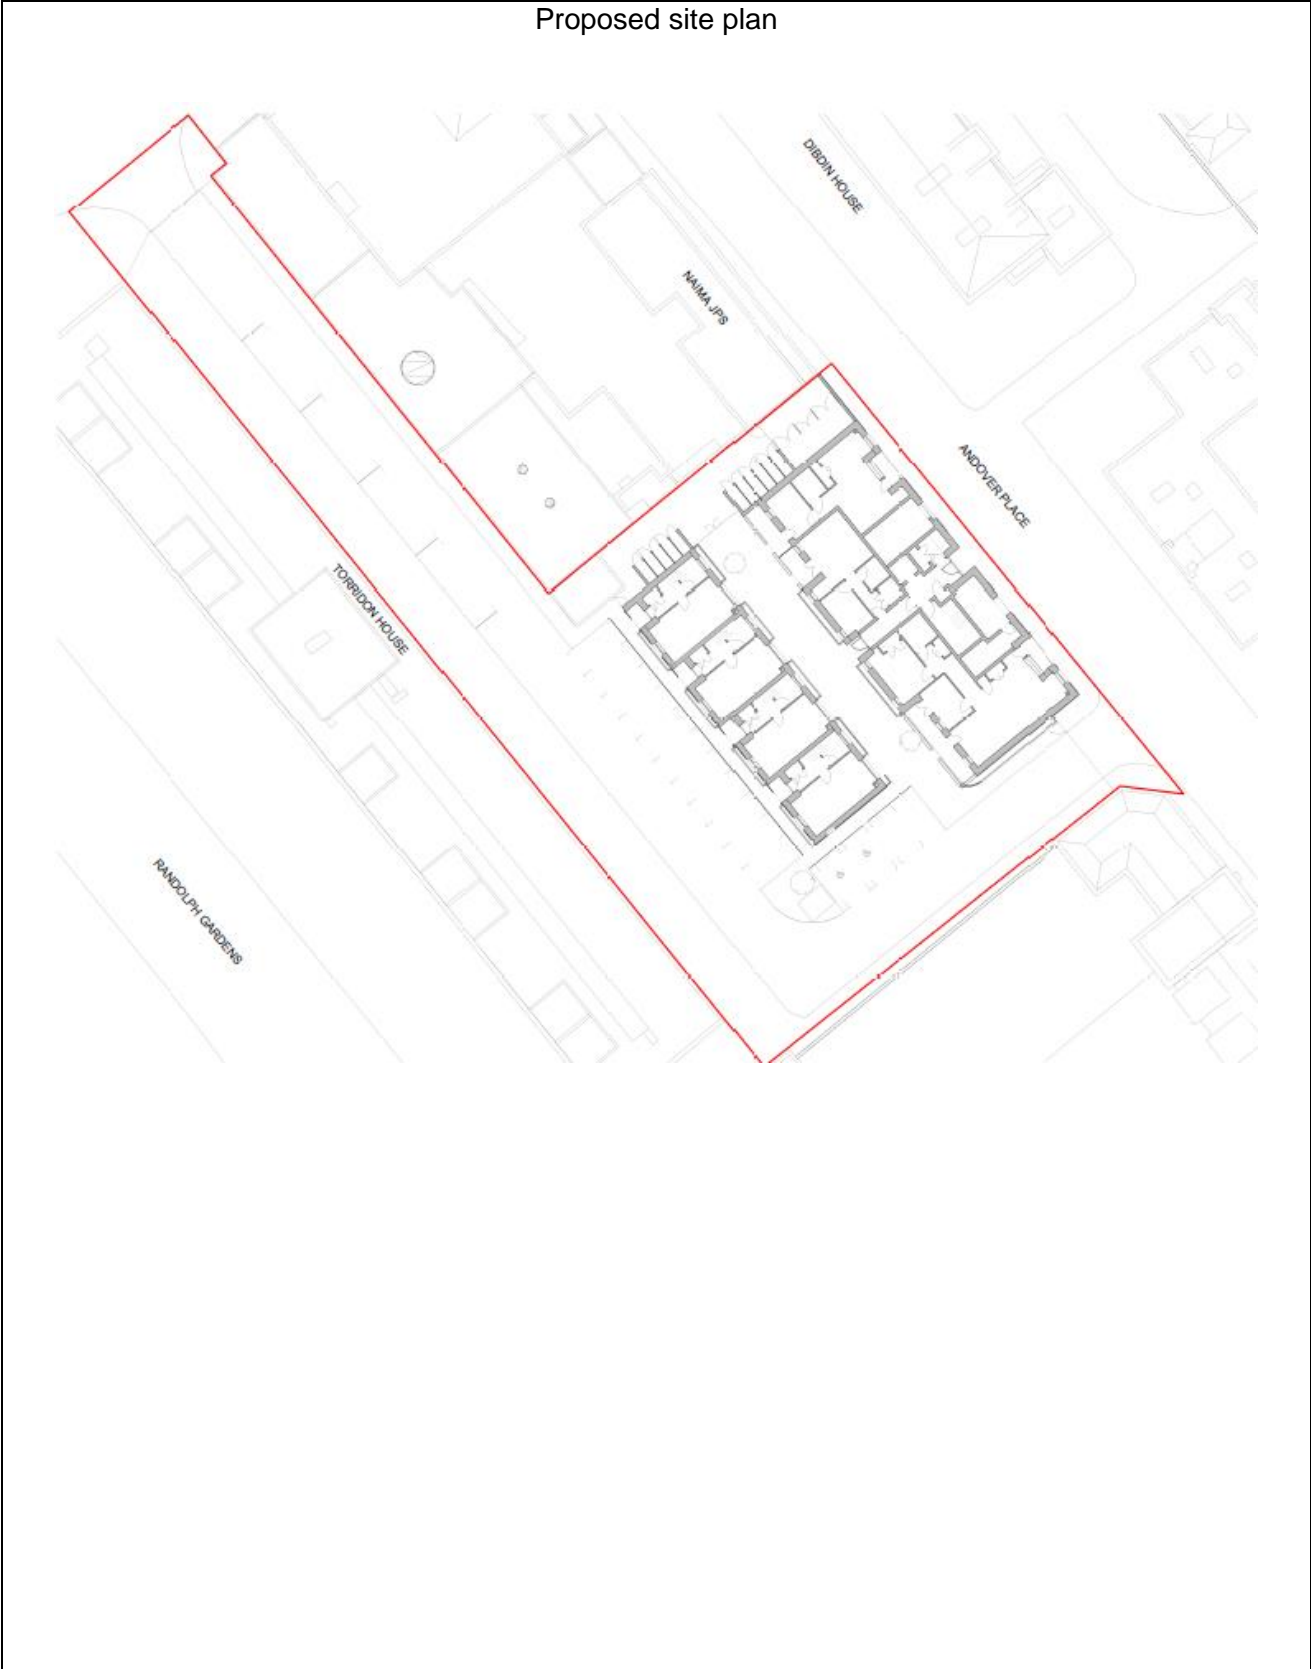 Proposed site plan
DIBDIN HOUSE
NAIMA JPS
ANDOVER PLACE
TORRIDON HOUSE
RANDOLPH GARDENS